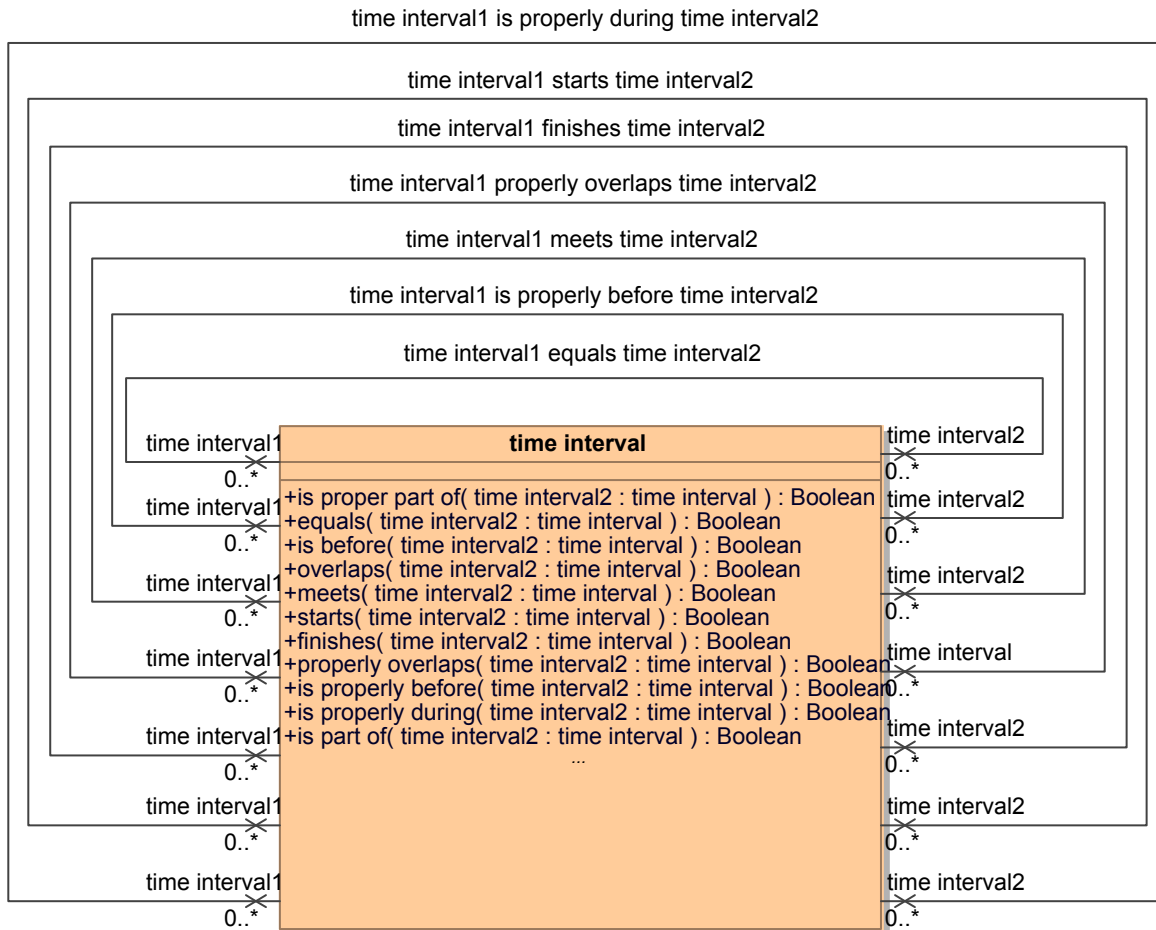 time interval1 is properly during time interval2
time interval1 starts time interval2
time interval1 finishes time interval2
time interval1 properly overlaps time interval2
time interval1 meets time interval2
time interval1 is properly before time interval2
time interval1 equals time interval2
time interval1
time interval
time interval2
0..*
0..*
time interval1
+is proper part of( time interval2 : time interval ) : Boolean
time interval2
0..*
+equals( time interval2 : time interval ) : Boolean
0..*
+is before( time interval2 : time interval ) : Boolean
+overlaps( time interval2 : time interval ) : Boolean
time interval1
+meets( time interval2 : time interval ) : Boolean
time interval2
0..*
+starts( time interval2 : time interval ) : Boolean
0..*
+finishes( time interval2 : time interval ) : Boolean
time interval1
+properly overlaps( time interval2 : time interval ) : Boolean
time interval
0..*
+is properly before( time interval2 : time interval ) : Boolean
0..*
+is properly during( time interval2 : time interval ) : Boolean
time interval1
+is part of( time interval2 : time interval ) : Boolean
time interval2
0..*
...
0..*
time interval1
time interval2
0..*
0..*
time interval1
time interval2
0..*
0..*